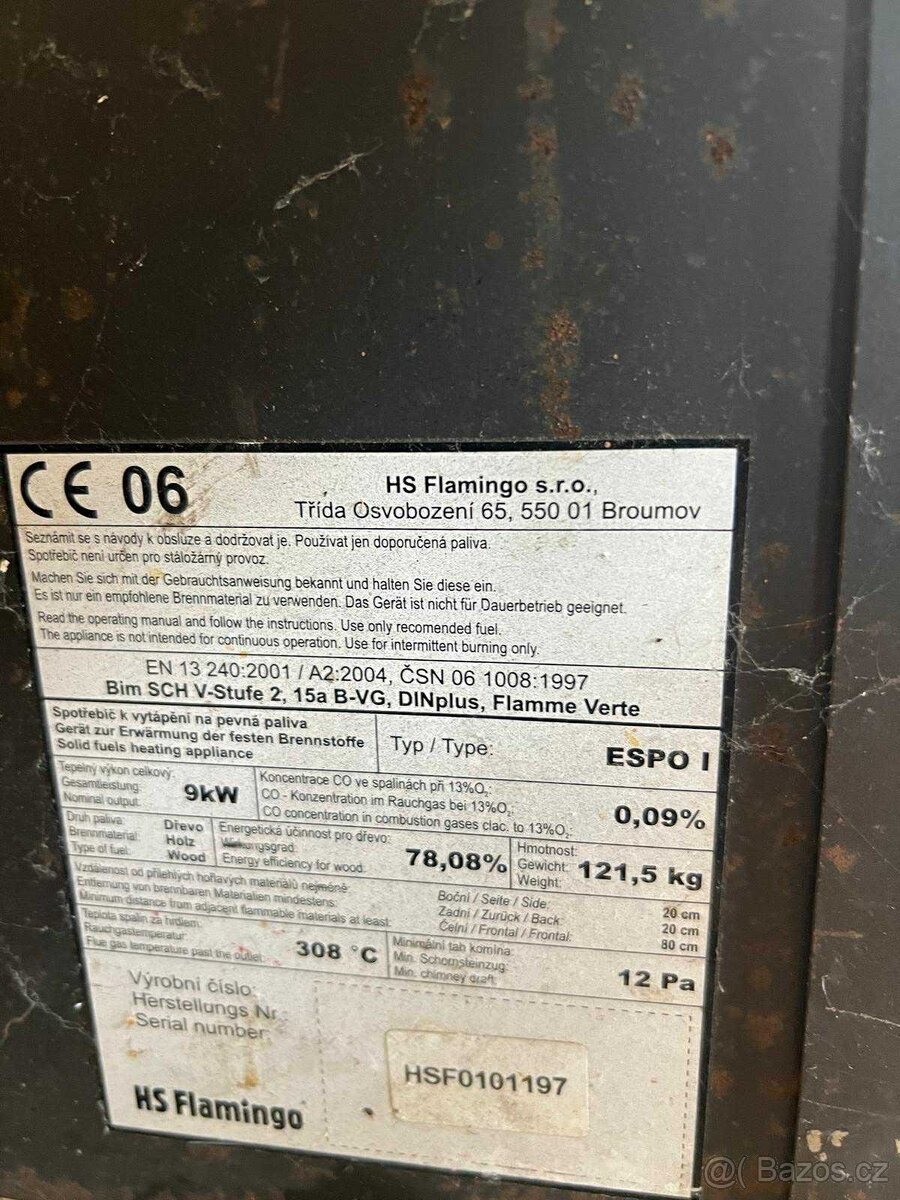 CE 06
HS Flamingo s.r.o.,
Třída Osvobození 65, 550 01 Broumov
Seznámit se s návody k obsluze a dodržovat je. Používat jen doporučená paliva.
Spotřebič není určen pro stáložárný provoz.
Machen Sie sich mit der Gebrauchtsanweisung bekannt und halten Sie diese ein.
Es ist nur ein empfohlene Brennmaterial zu verwenden. Das Gerät ist nicht für Dauerbetrieb geeignet.
Read the operating manual and follow the instructions. Use only recomended fuel.
The appliance is not intended for continuous operation. Use for intermittent burning only.
EN 13 240:2001 / A2:2004, ČSN 06 1008:1997
Bim SCH V-Stufe 2, 15a B-VG, DINplus, Flamme Verte
Spotřebič k vytápění na pevná paliva
Gerät zur Erwärmung der festen Brennstoffe
Solid fuels heating appliance
Typ / Type:
ESPO I
Tepelný výkon celkový:
Gesamtleistung:
Nominal output:
9kW
Koncentrace CO ve spalinách při 13%O₂:
CO - Konzentration im Rauchgas bei 13%O₂:
CO concentration in combustion gases clac. to 13%O₂:
0,09%
Druh paliva:
Brennmaterial:
Type of fuel:
Dřevo
Holz
Wood
Energetická účinnost pro dřevo:
Wirkungsgrad:
Energy efficiency for wood:
78,08%
Hmotnost:
Gewicht:
Weight:
121,5 kg
Vzdálenost od přilehlých hořlavých materiálů nejméně:
Entfernung von brennbaren Materialien mindestens:
Minimum distance from adjacent flammable materials at least:
Boční / Seite / Side: 20 cm
Zadní / Zurück / Back: 20 cm
Čelní / Frontal / Frontal: 80 cm
Teplota spalin za hrdlem:
Rauchgastemperatur:
Flue gas temperature past the outlet:
308 °C
Minimální tah komína:
Min. Schornsteinzug:
Min. chimney draft:
12 Pa
Výrobní číslo:
Herstellungs Nr.:
Serial number:
HSF0101197
HS Flamingo
@( Bazoš.cz